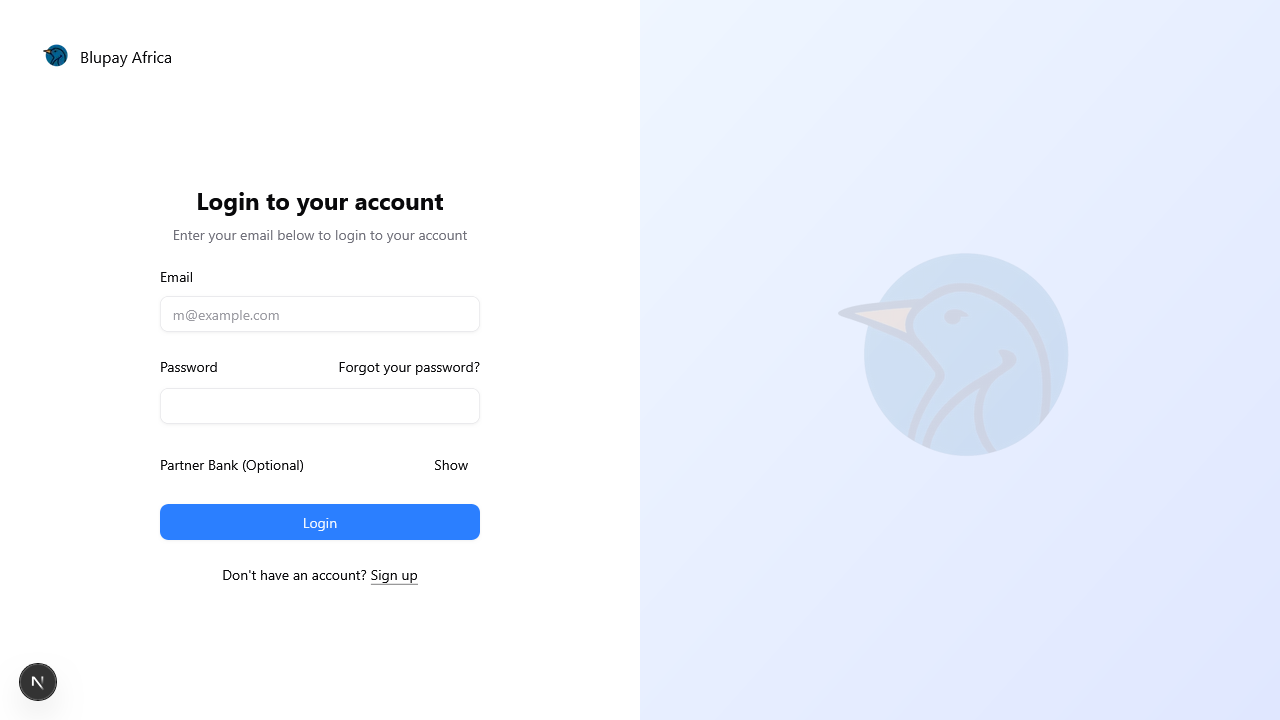 Blupay Africa
Login to your account
Enter your email below to login to your account
Email
m@example.com
Password Forgot your password?
Partner Bank (Optional) Show
Login
Don't have an account? Sign up
N